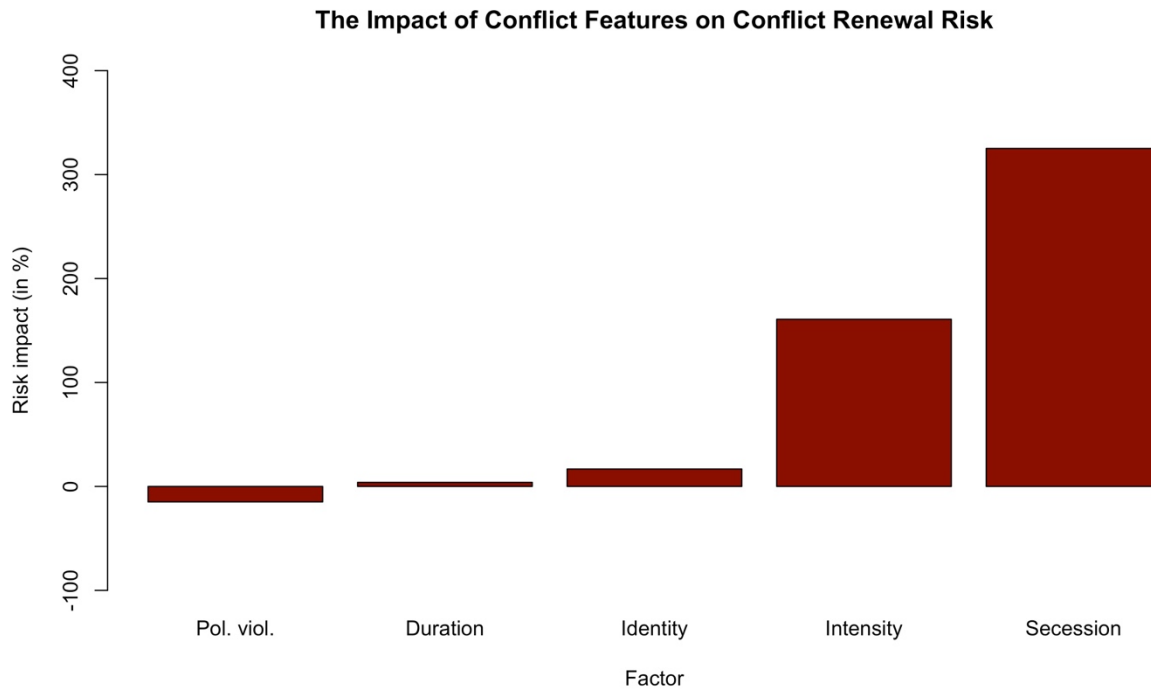 The Impact of Conflict Features on Conflict Renewal Risk
400
300
200
100
0
-100
Risk impact (in %)
Pol. viol. Duration Identity Intensity Secession
Factor